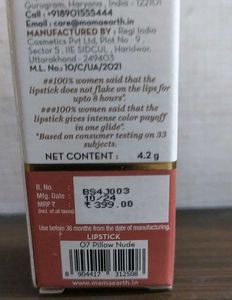 Gurugram, Haryana, India - 122101
Call : +918901555444
Email : care@mamaearth.in
MANUFACTURED BY : Regi India
Cosmetics Pvt Ltd., Plot No - 9,
Sector 5, IIE SIDCUL, Haridwar,
Uttarakhand - 249403
M.L. No.: 10/C/UA/2021
##100% women said that the
lipstick does not flake on the lips for
upto 8 hours".
###100% women said that the
lipstick gives intense color payoff
in one glide".
"Based on consumer testing on 33
subjects.
NET CONTENT : 4.2 g
B. No. : BS4J003
Mfg. Date : 10/24
MRP ₹ : ₹ 399.00
(Incl. of all taxes)
Use before 36 months from the date of manufacturing.
LIPSTICK
07 Pillow Nude
8 904417 312508
www.mamaearth.in